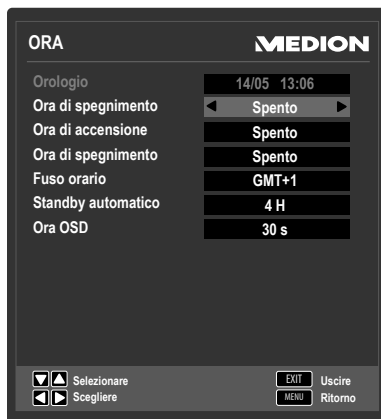 ORA MEDION
Orologio 14/05 13:06
Ora di spegnimento Spento
Ora di accensione Spento
Ora di spegnimento Spento
Fuso orario GMT+1
Standby automatico 4 H
Ora OSD 30 s
Selezionare EXIT Uscire
Scegliere MENU Ritorno